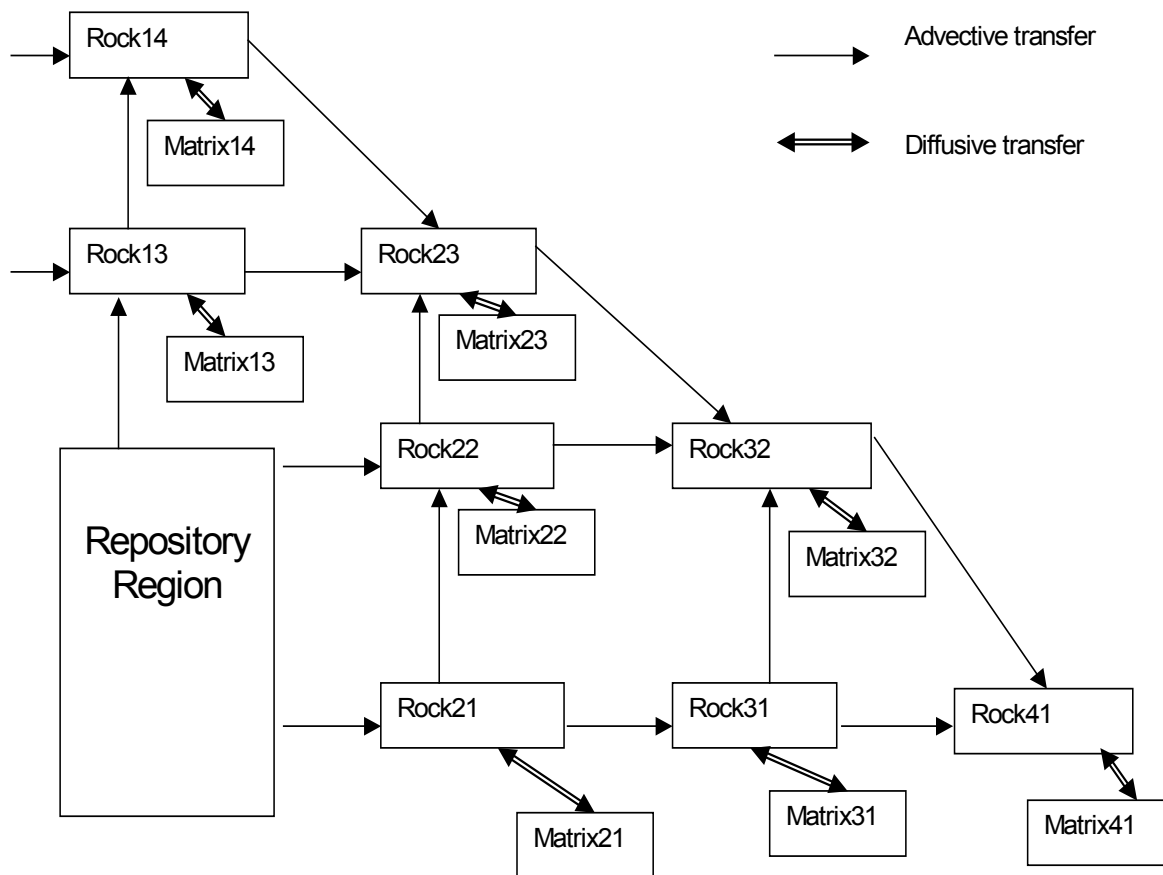 Rock14
Advective transfer
Matrix14
Diffusive transfer
Rock13
Rock23
Matrix13
Matrix23
Repository
Region
Rock22
Rock32
Matrix22
Matrix32
Rock21
Rock31
Rock41
Matrix21
Matrix31
Matrix41